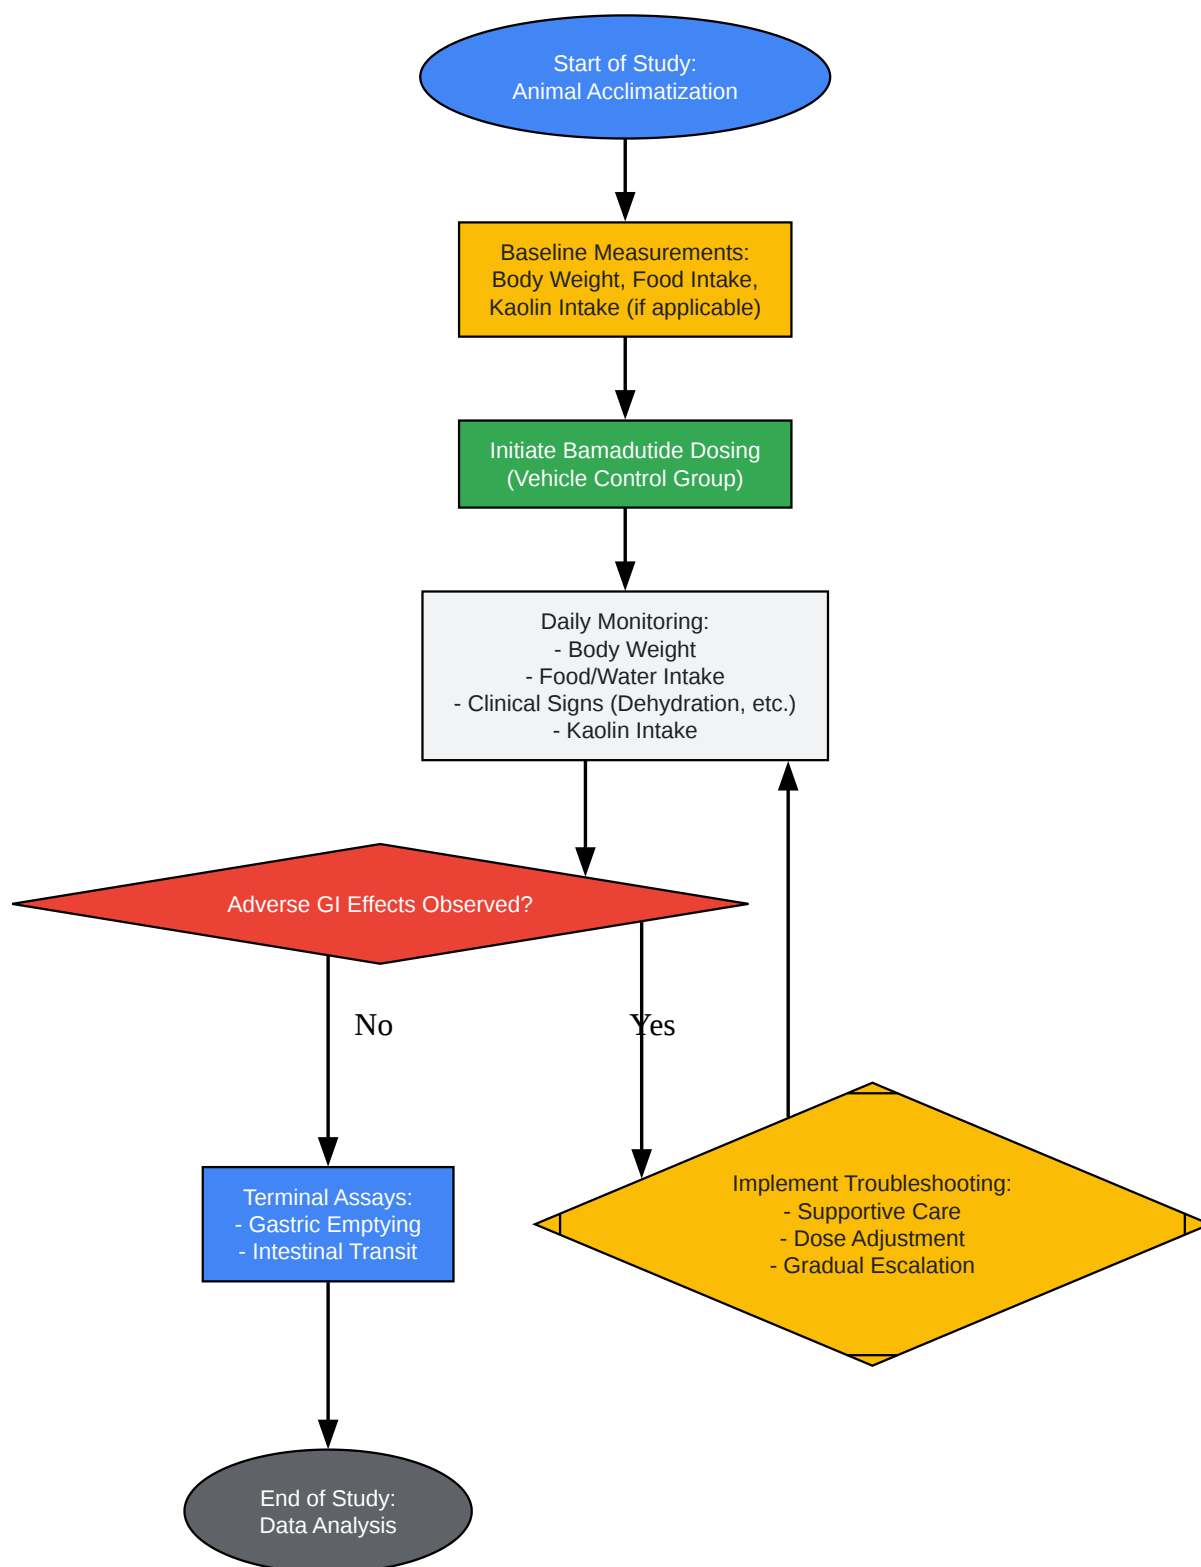 Start of Study:
Animal Acclimatization
Baseline Measurements:
Body Weight, Food Intake,
Kaolin Intake (if applicable)
Initiate Bamadutide Dosing
(Vehicle Control Group)
Daily Monitoring:
- Body Weight
- Food/Water Intake
- Clinical Signs (Dehydration, etc.)
- Kaolin Intake
Adverse GI Effects Observed?
No
Yes
Implement Troubleshooting:
- Supportive Care
- Dose Adjustment
- Gradual Escalation
Terminal Assays:
- Gastric Emptying
- Intestinal Transit
End of Study:
Data Analysis